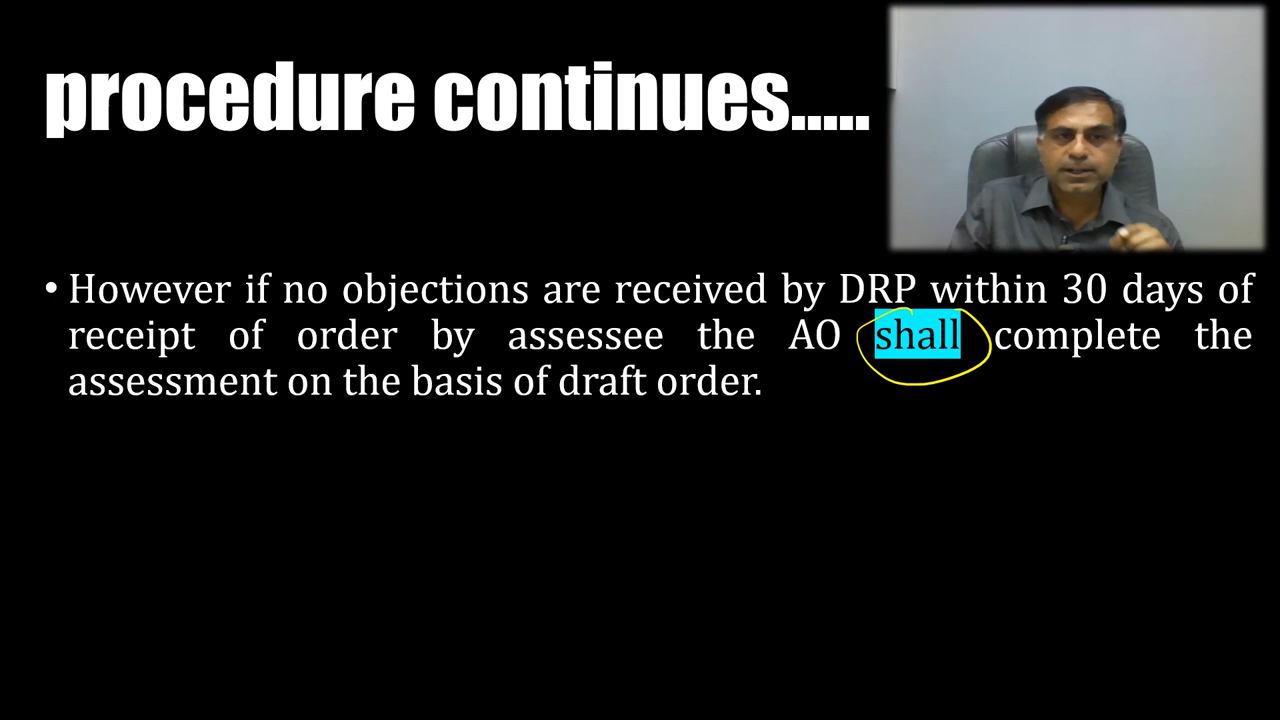 procedure continues.....
• However if no objections are received by DRP within 30 days of
receipt of order by assessee the AO shall complete the
assessment on the basis of draft order.